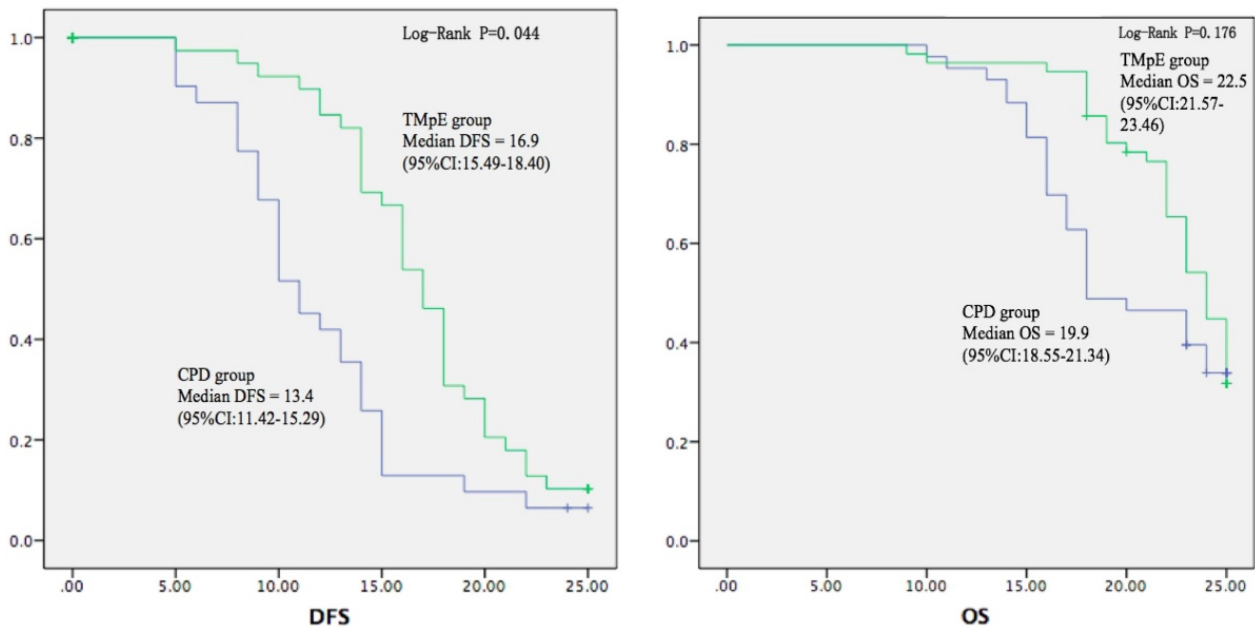 Log-Rank P=0.044
1.0
TMpE group
Median DFS = 16.9
(95%CI:15.49-18.40)
0.8
0.6
0.4
CPD group
Median DFS = 13.4
(95%CI:11.42-15.29)
0.2
0.0
.00 5.00 10.00 15.00 20.00 25.00
DFS
Log-Rank P=0.176
1.0
TMpE group
Median OS = 22.5
(95%CI:21.57-
23.46)
0.8
0.6
CPD group
Median OS = 19.9
(95%CI:18.55-21.34)
0.4
0.2
0.0
.00 5.00 10.00 15.00 20.00 25.00
OS